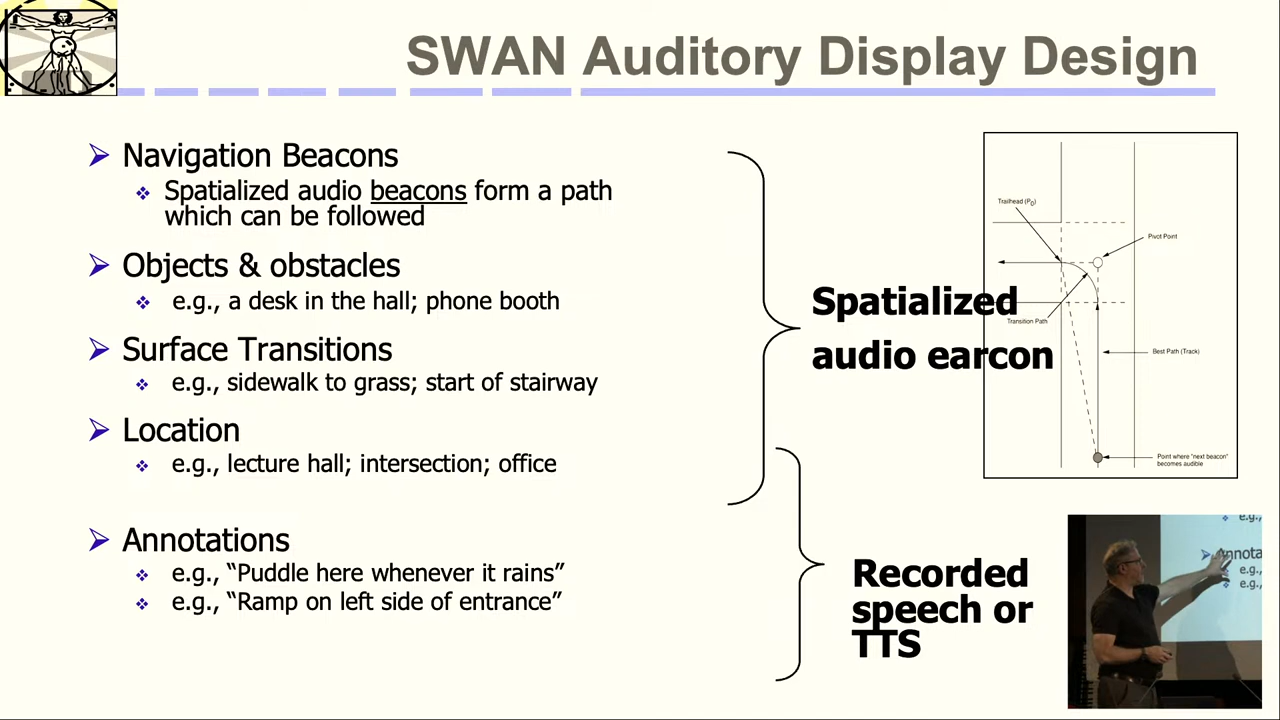 SWAN Auditory Display Design
Navigation Beacons
Spatialized audio beacons form a path
which can be followed
Objects & obstacles
e.g., a desk in the hall; phone booth
Surface Transitions
e.g., sidewalk to grass; start of stairway
Location
e.g., lecture hall; intersection; office
Annotations
e.g., “Puddle here whenever it rains”
e.g., “Ramp on left side of entrance”
Spatialized
audio earcon
Recorded
speech or
TTS
Trailhead (P0)
Pivot Point
Transition Path
Best Path (Track)
Point where "next beacon"
becomes audible
e.g.,
Annota
e.g.,
e.g.,